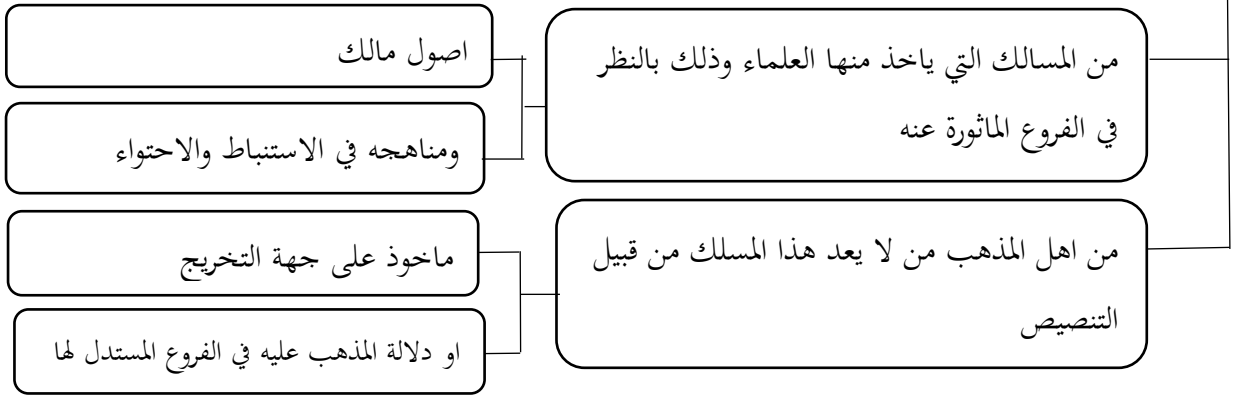 من المسالك التي ياخذ منها العلماء وذلك بالنظر
في الفروع الماثورة عنه
اصول مالك
ومناهجه في الاستنباط والاحتواء
من اهل المذهب من لا يعد هذا المسلك من قبيل
التنصيص
ماخوذ على جهة التخريج
او دلالة المذهب عليه في الفروع المستدل لها